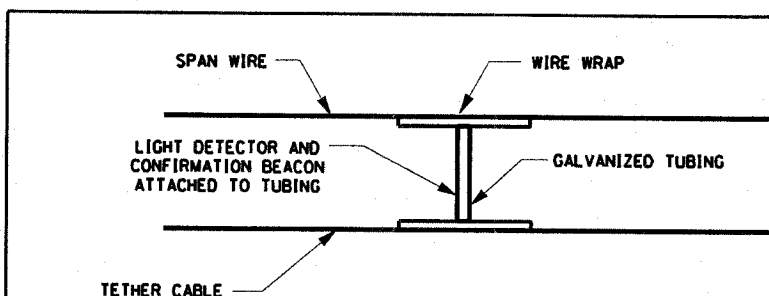 SPAN WIRE
WIRE WRAP
LIGHT DETECTOR AND
CONFIRMATION BEACON
ATTACHED TO TUBING
GALVANIZED TUBING
TETHER CABLE